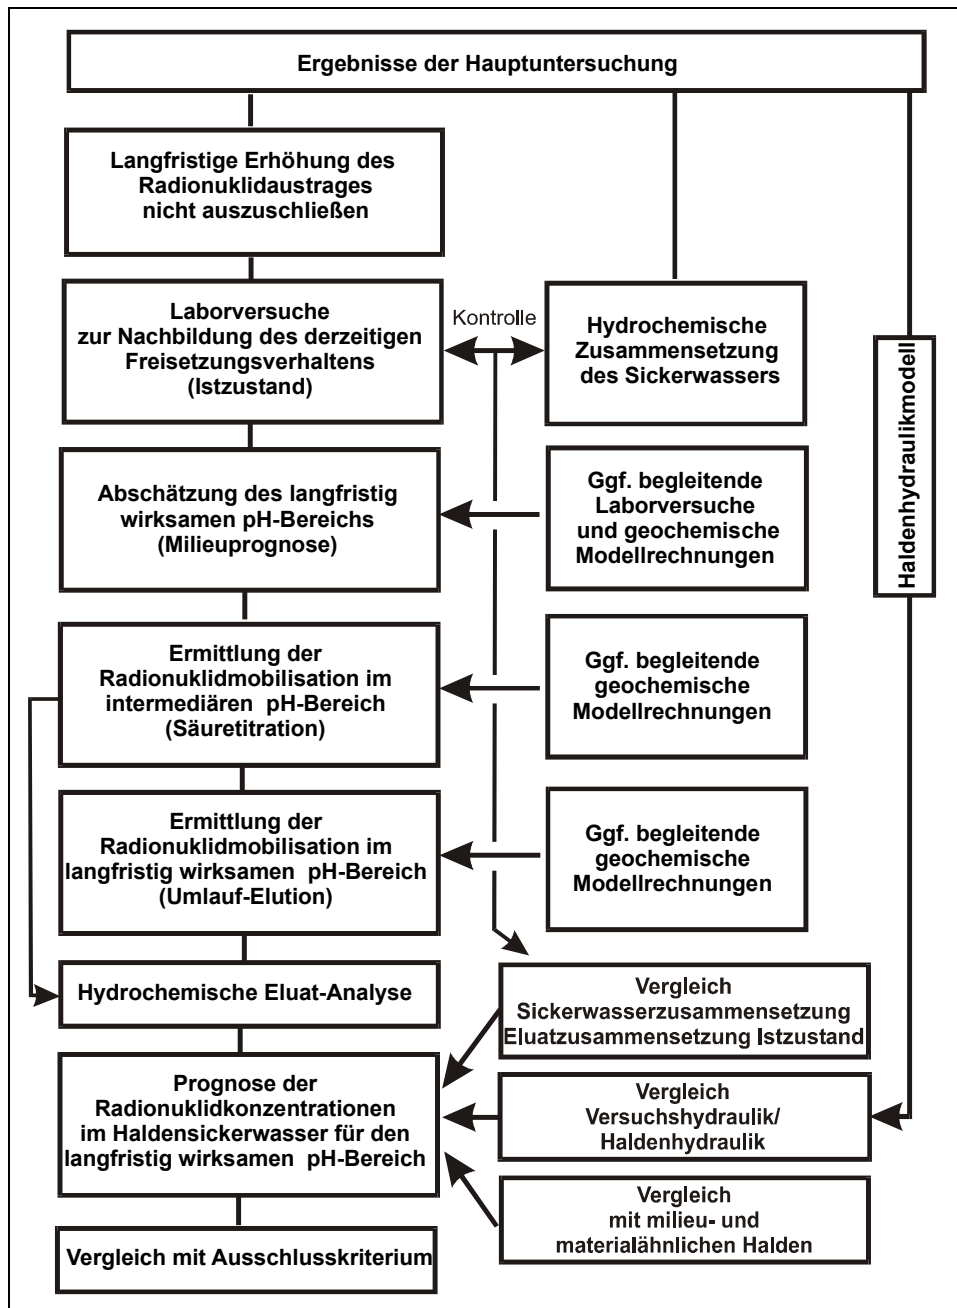 Ergebnisse der Hauptuntersuchung
Langfristige Erhöhung des
Radionuklidaustrages
nicht auszuschließen
Laborversuche
zur Nachbildung des derzeitigen
Freisetzungsverhaltens
(Istzustand)
Kontrolle
Hydrochemische
Zusammensetzung
des Sickerwassers
Haldenhydraulikmodell
Abschätzung des langfristig
wirksamen pH-Bereichs
(Milieuprognose)
Ggf. begleitende
Laborversuche
und geochemische
Modellrechnungen
Ermittlung der
Radionuklidmobilisation im
intermediären pH-Bereich
(Säuretitration)
Ggf. begleitende
geochemische
Modellrechnungen
Ermittlung der
Radionuklidmobilisation im
langfristig wirksamen pH-Bereich
(Umlauf-Elution)
Ggf. begleitende
geochemische
Modellrechnungen
Hydrochemische Eluat-Analyse
Vergleich
Sickerwasserzusammensetzung
Eluatzusammensetzung Istzustand
Prognose der
Radionuklidkonzentrationen
im Haldensickerwasser für den
langfristig wirksamen pH-Bereich
Vergleich
Versuchshydraulik/
Haldenhydraulik
Vergleich
mit milieu- und
materialähnlichen Halden
Vergleich mit Ausschlusskriterium